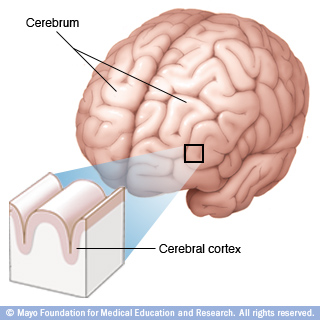 Cerebrum
Cerebral cortex
© Mayo Foundation for Medical Education and Research. All rights reserved.